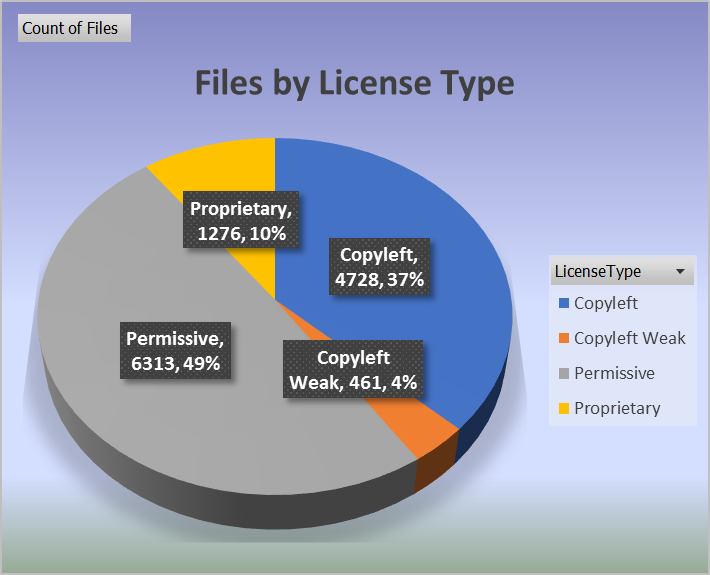 Count of Files
Files by License Type
Proprietary,
1276, 10%
Copyleft,
4728, 37%
Permissive,
6313, 49%
Copyleft
Weak, 461, 4%
LicenseType
Copyleft
Copyleft Weak
Permissive
Proprietary